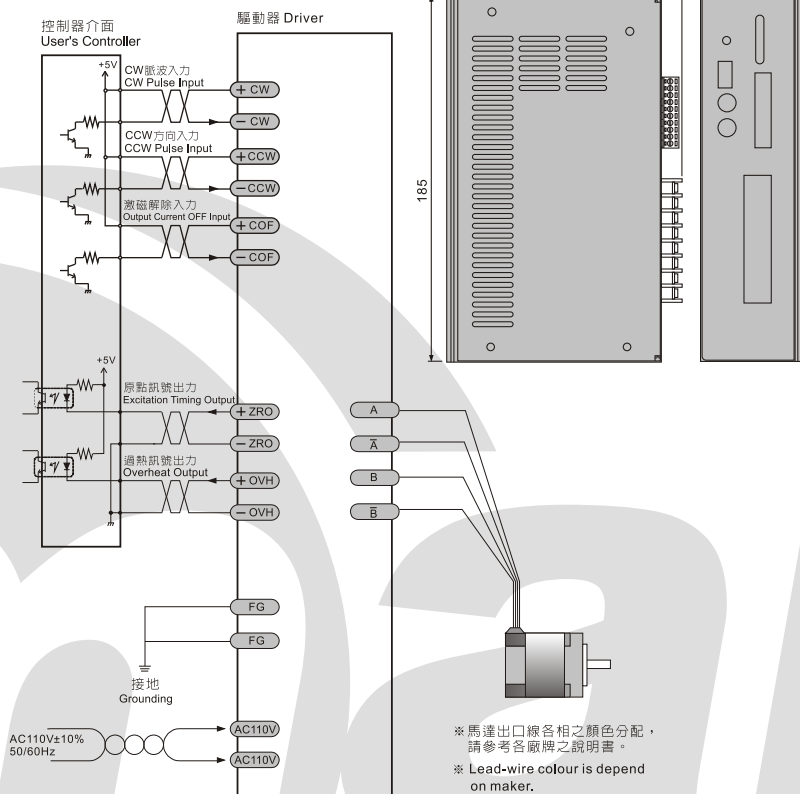 控制器介面
User's Controller
驅動器 Driver
+5V
CW脈波入力
CW Pulse Input
+ CW
− CW
CCW方向入力
CCW Pulse Input
+ CCW
− CCW
激磁解除入力
Output Current OFF Input
+ COF
− COF
+5V
原點訊號出力
Excitation Timing Output
+ ZRO
− ZRO
過熱訊號出力
Overheat Output
+ OVH
− OVH
A
A̅
B
B̅
FG
FG
接地
Grounding
AC110V±10%
50/60Hz
AC110V
AC110V
185
※馬達出口線各相之顏色分配，
請參考各廠牌之說明書。
※ Lead-wire colour is depend
on maker.